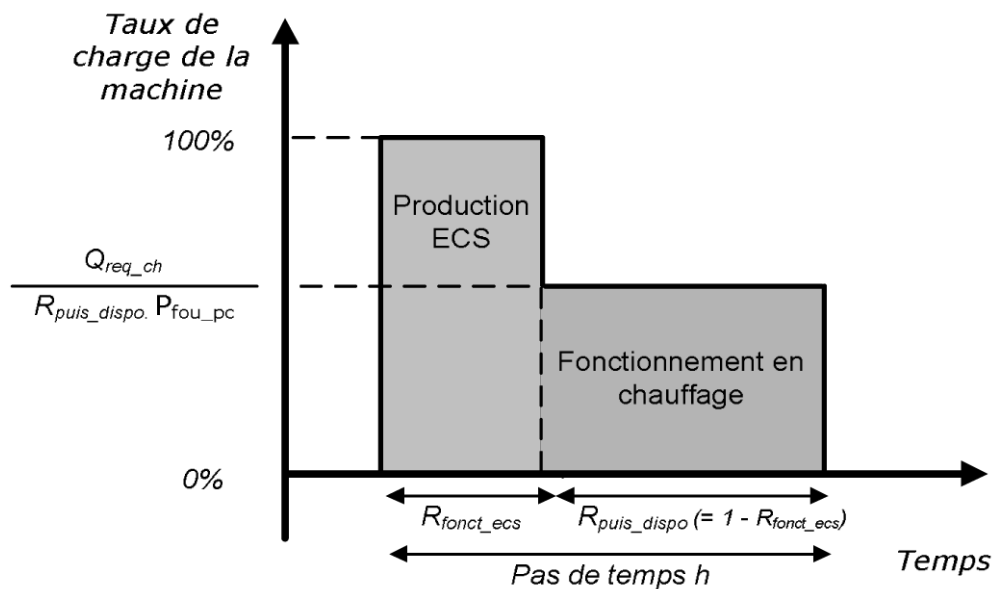 Taux de
charge de la
machine
100%
Production
ECS
Q_req_ch
R_puis_dispo. P_fou_pc
Fonctionnement en
chauffage
0%
R_fonct_ecs
R_puis_dispo (= 1 - R_fonct_ecs)
Temps
Pas de temps h